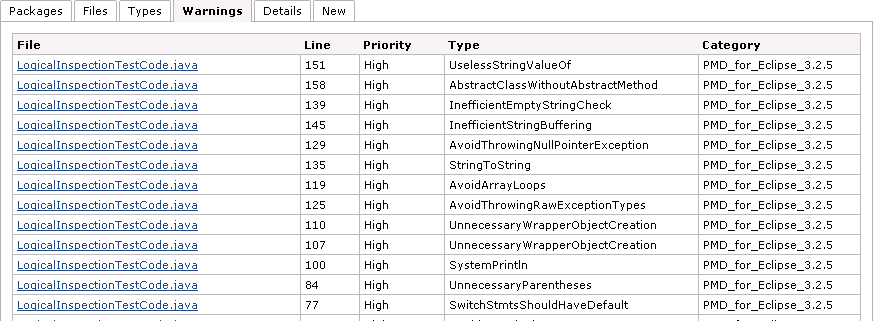 Packages Files Types Warnings Details New
File Line Priority Type Category
LogicalInspectionTestCode.java 151 High UselessStringValueOf PMD_for_Eclipse_3.2.5
LogicalInspectionTestCode.java 158 High AbstractClassWithoutAbstractMethod PMD_for_Eclipse_3.2.5
LogicalInspectionTestCode.java 139 High InefficientEmptyStringCheck PMD_for_Eclipse_3.2.5
LogicalInspectionTestCode.java 145 High InefficientStringBuffering PMD_for_Eclipse_3.2.5
LogicalInspectionTestCode.java 129 High AvoidThrowingNullPointerException PMD_for_Eclipse_3.2.5
LogicalInspectionTestCode.java 135 High StringToString PMD_for_Eclipse_3.2.5
LogicalInspectionTestCode.java 119 High AvoidArrayLoops PMD_for_Eclipse_3.2.5
LogicalInspectionTestCode.java 125 High AvoidThrowingRawExceptionTypes PMD_for_Eclipse_3.2.5
LogicalInspectionTestCode.java 110 High UnnecessaryWrapperObjectCreation PMD_for_Eclipse_3.2.5
LogicalInspectionTestCode.java 107 High UnnecessaryWrapperObjectCreation PMD_for_Eclipse_3.2.5
LogicalInspectionTestCode.java 100 High SystemPrintln PMD_for_Eclipse_3.2.5
LogicalInspectionTestCode.java 84 High UnnecessaryParentheses PMD_for_Eclipse_3.2.5
LogicalInspectionTestCode.java 77 High SwitchStmtsShouldHaveDefault PMD_for_Eclipse_3.2.5